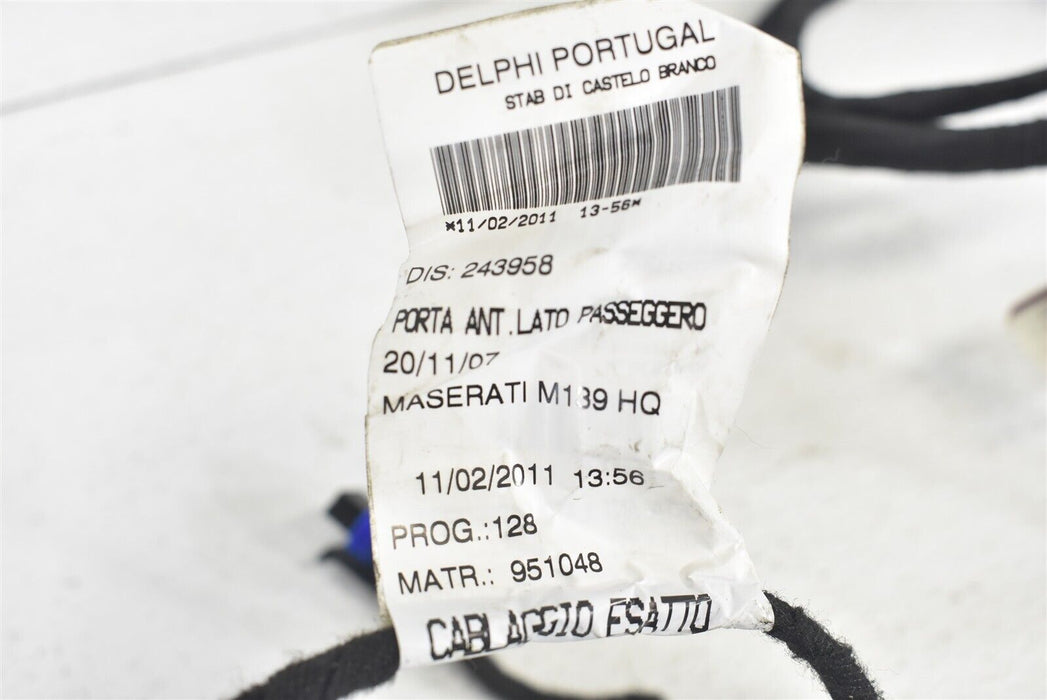 DELPHI PORTUGAL
STAB DI CASTELO BRANCO
*11/02/2011 13-56*
DIS: 243958
PORTA ANT.LATO PASSEGGERO
20/11/07
MASERATI M139 HQ
11/02/2011 13:56
PROG.:128
MATR.: 951048
CABLAGGIO ESATTO